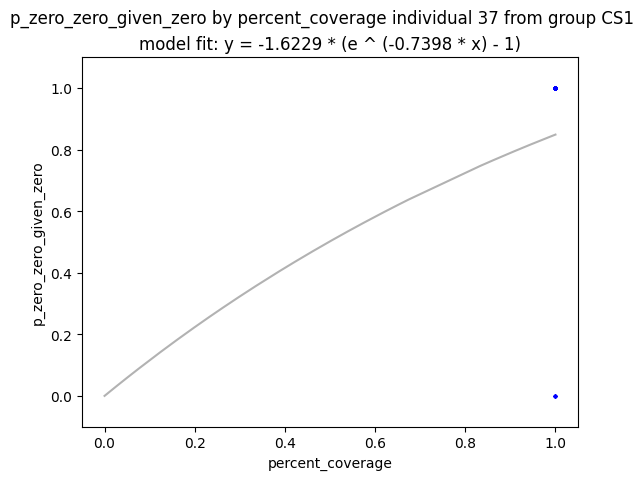 p_zero_zero_given_zero by percent_coverage individual 37 from group CS1
model fit: y = -1.6229 * (e ^ (-0.7398 * x) - 1)
1.0
0.8
0.6
0.4
0.2
0.0
p_zero_zero_given_zero
0.0 0.2 0.4 0.6 0.8 1.0
percent_coverage